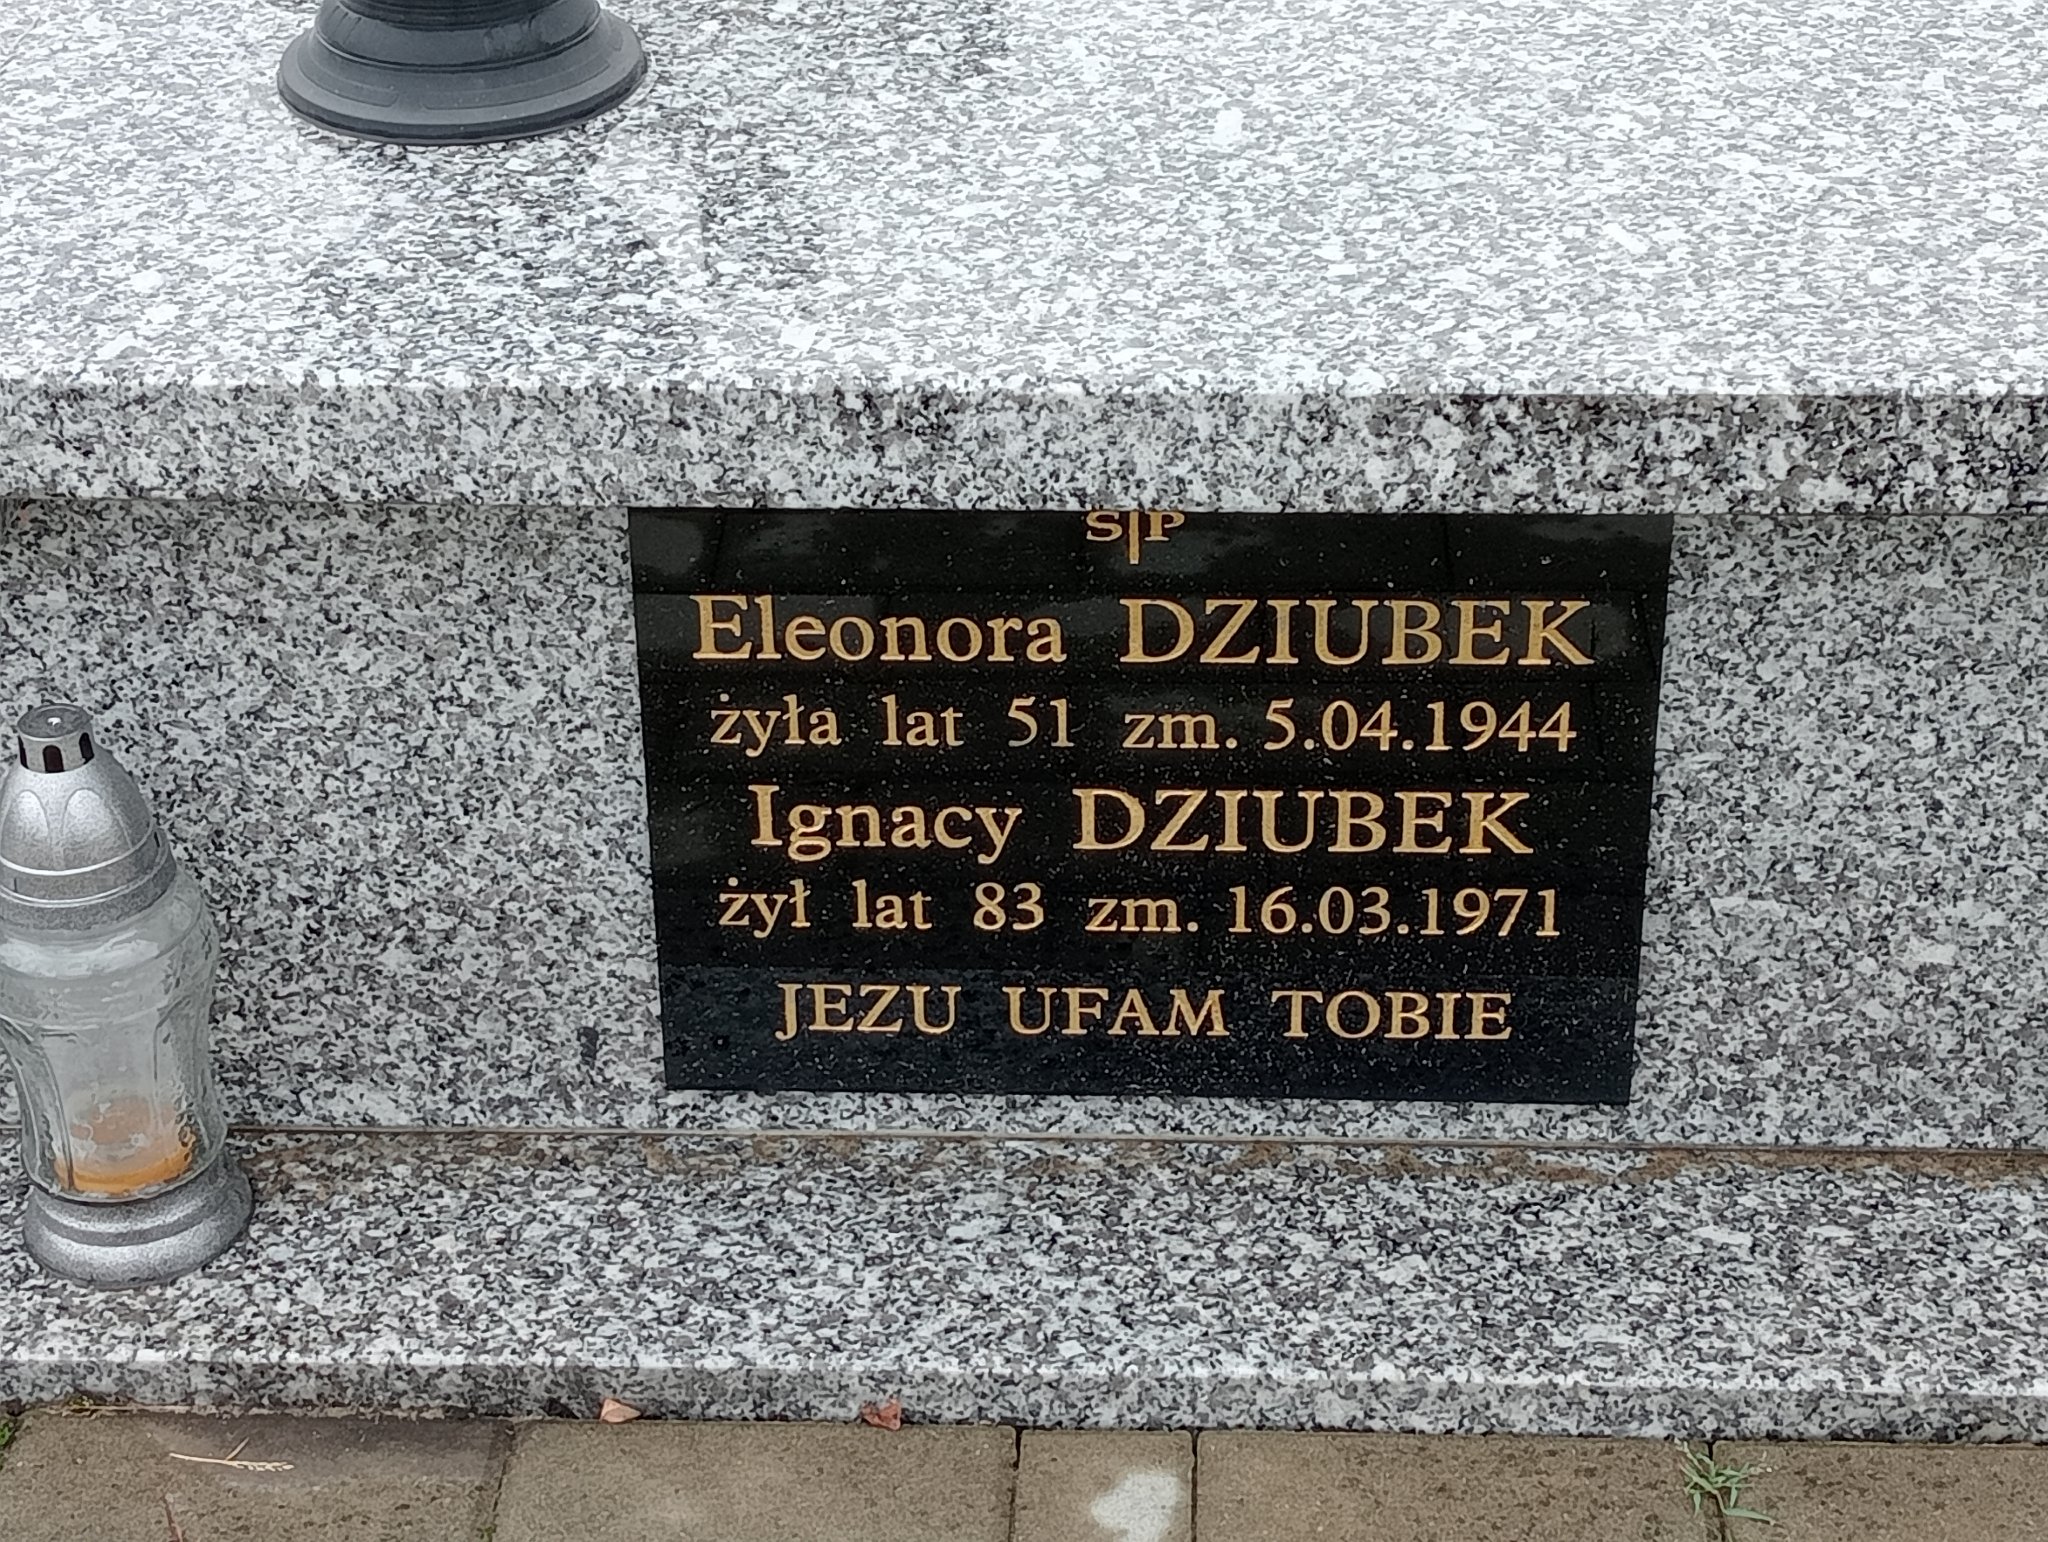 S P
Eleonora DZIUBEK
żyła lat 51 zm. 5.04.1944
Ignacy DZIUBEK
żył lat 83 zm. 16.03.1971
JEZU UFAM TOBIE